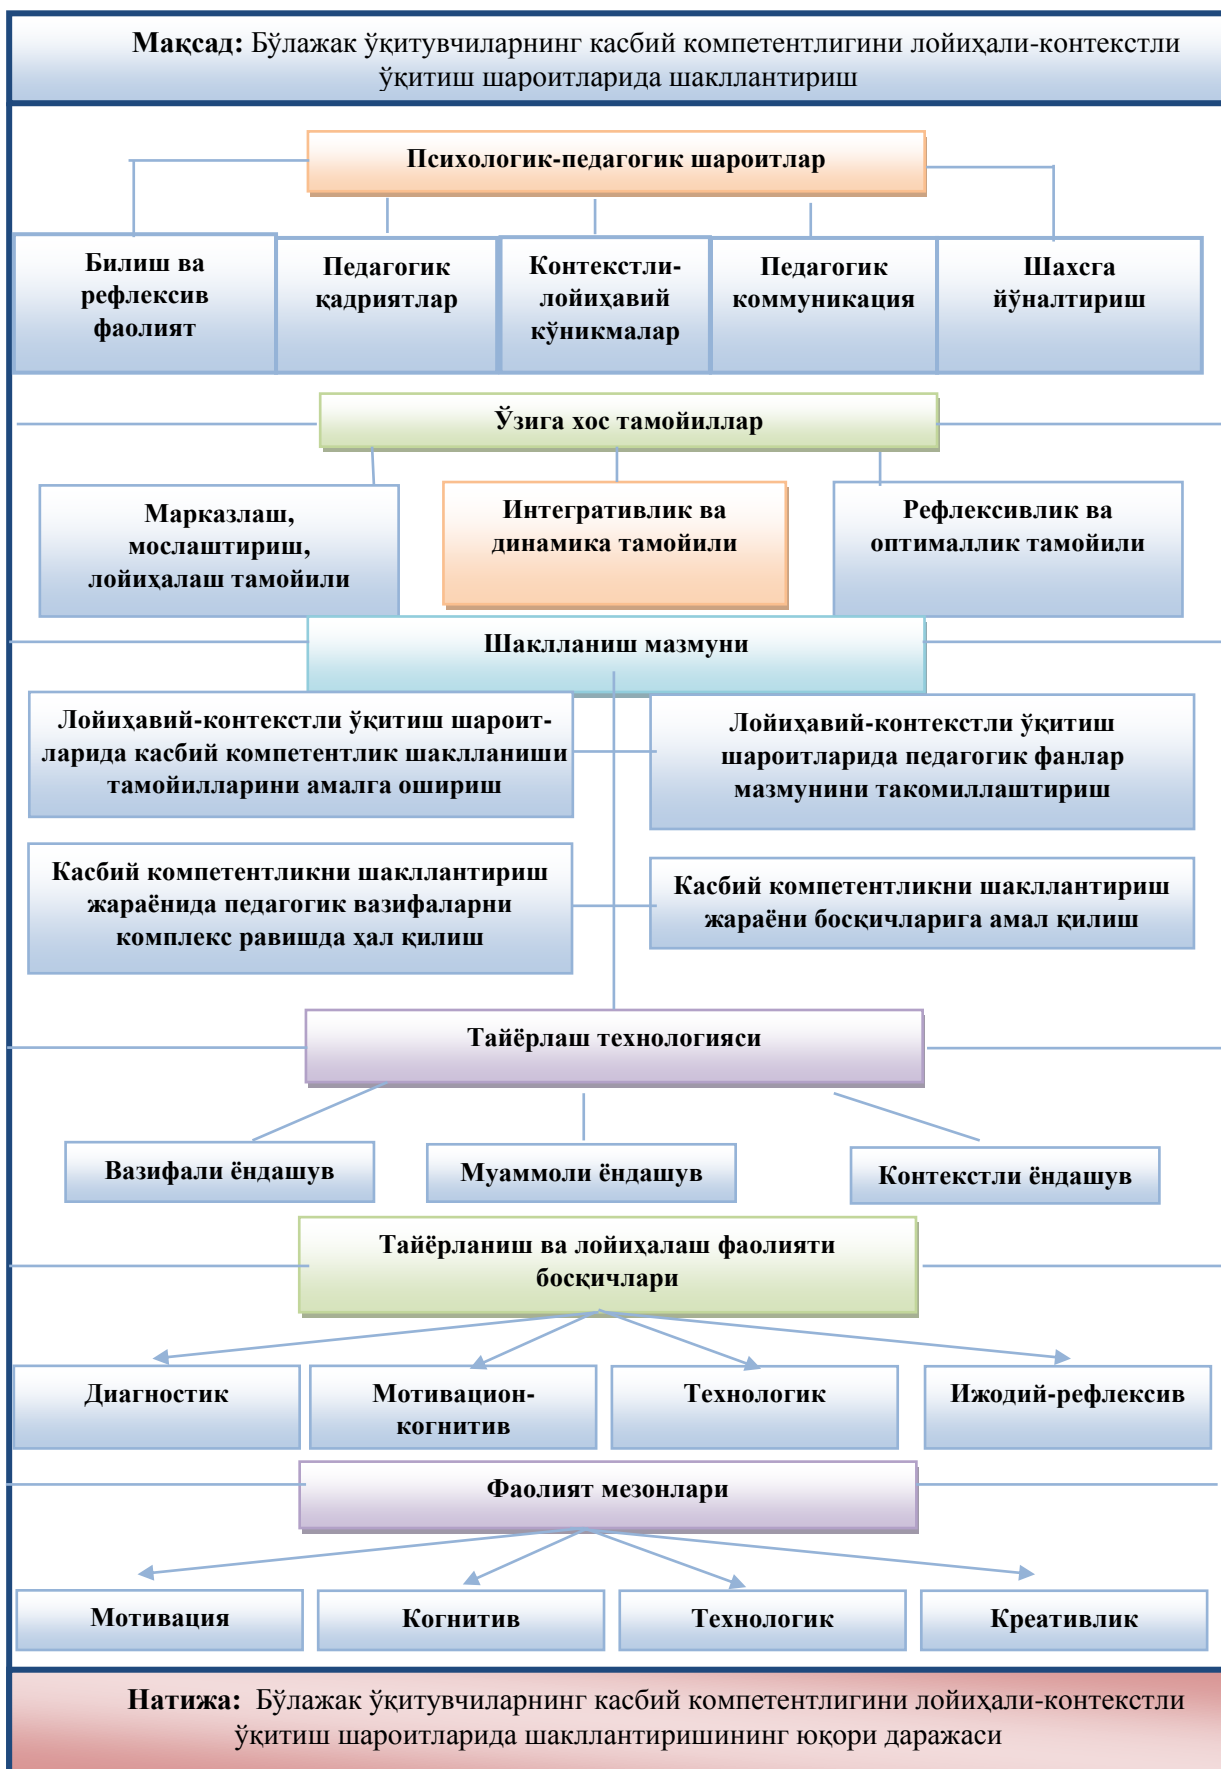 Мақсад: Бўлажак ўқитувчиларнинг касбий компетентлигини лойиҳали-контекстли
ўқитиш шароитларида шакллантириш
Психологик-педагогик шароитлар
Билиш ва
рефлексив
фаолият
Педагогик
қадриятлар
Контекстли-
лойиҳавий
кўникмалар
Педагогик
коммуникация
Шахсга
йўналтириш
Ўзига хос тамойиллар
Марказлаш,
мослаштириш,
лойиҳалаш тамойили
Интегративлик ва
динамика тамойили
Рефлексивлик ва
оптималлик тамойили
Шаклланиш мазмуни
Лойиҳавий-контекстли ўқитиш шароит-
ларида касбий компетентлик шаклланиши
тамойилларини амалга ошириш
Лойиҳавий-контекстли ўқитиш
шароитларида педагогик фанлар
мазмунини такомиллаштириш
Касбий компетентликни шакллантириш
жараёнида педагогик вазифаларни
комплекс равишда ҳал қилиш
Касбий компетентликни шакллантириш
жараёни босқичларига амал қилиш
Тайёрлаш технологияси
Вазифали ёндашув
Муаммоли ёндашув
Контекстли ёндашув
Тайёрланиш ва лойиҳалаш фаолияти
босқичлари
Диагностик
Мотивацион-
когнитив
Технологик
Ижодий-рефлексив
Фаолият мезонлари
Мотивация
Когнитив
Технологик
Креативлик
Натижа: Бўлажак ўқитувчиларнинг касбий компетентлигини лойиҳали-контекстли
ўқитиш шароитларида шакллантиришининг юқори даражаси